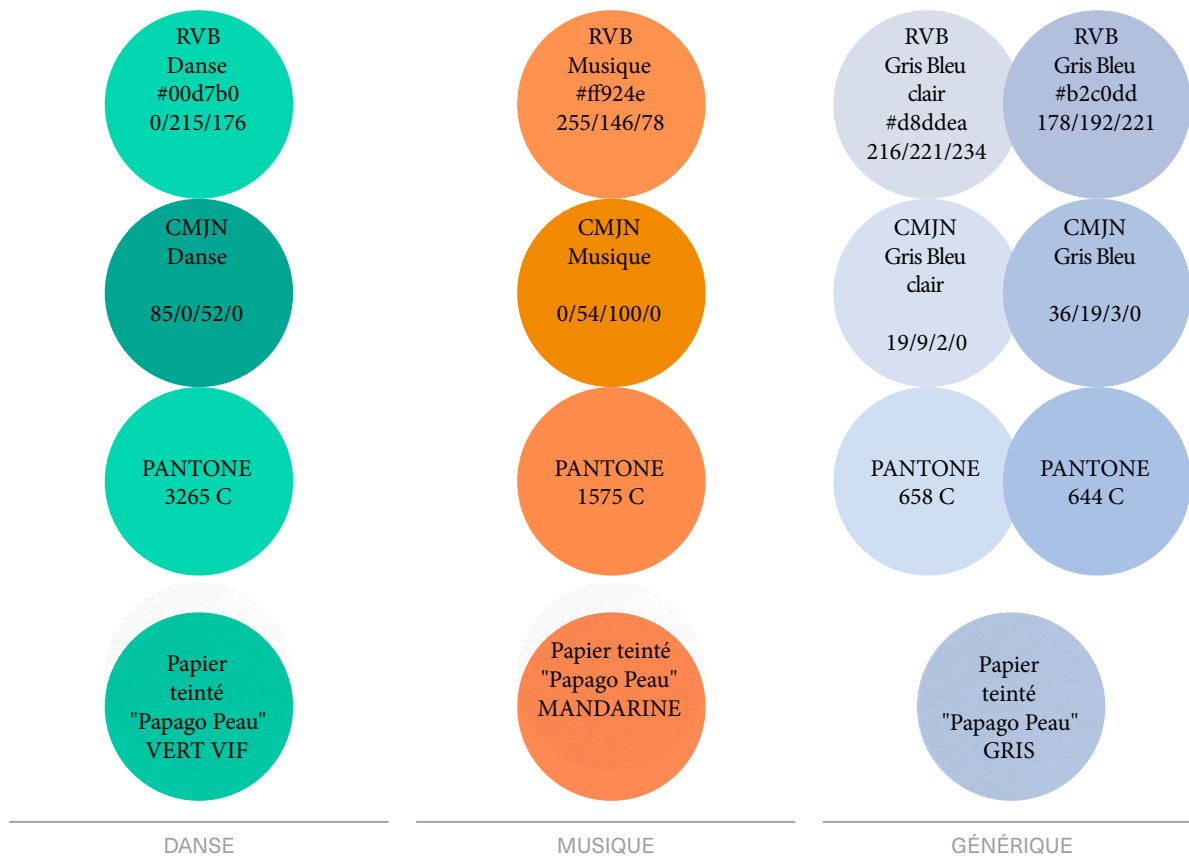 RVB
Danse
#00d7b0
0/215/176
CMJN
Danse
85/0/52/0
PANTONE
3265 C
Papier
teinté
"Papago Peau"
VERT VIF
DANSE
RVB
Musique
#ff924e
255/146/78
CMJN
Musique
0/54/100/0
PANTONE
1575 C
Papier teinté
"Papago Peau"
MANDARINE
MUSIQUE
RVB
Gris Bleu
clair
#d8ddea
216/221/234
RVB
Gris Bleu
#b2c0dd
178/192/221
CMJN
Gris Bleu
clair
19/9/2/0
CMJN
Gris Bleu
36/19/3/0
PANTONE
658 C
PANTONE
644 C
Papier
teinté
"Papago Peau"
GRIS
GÉNÉRIQUE